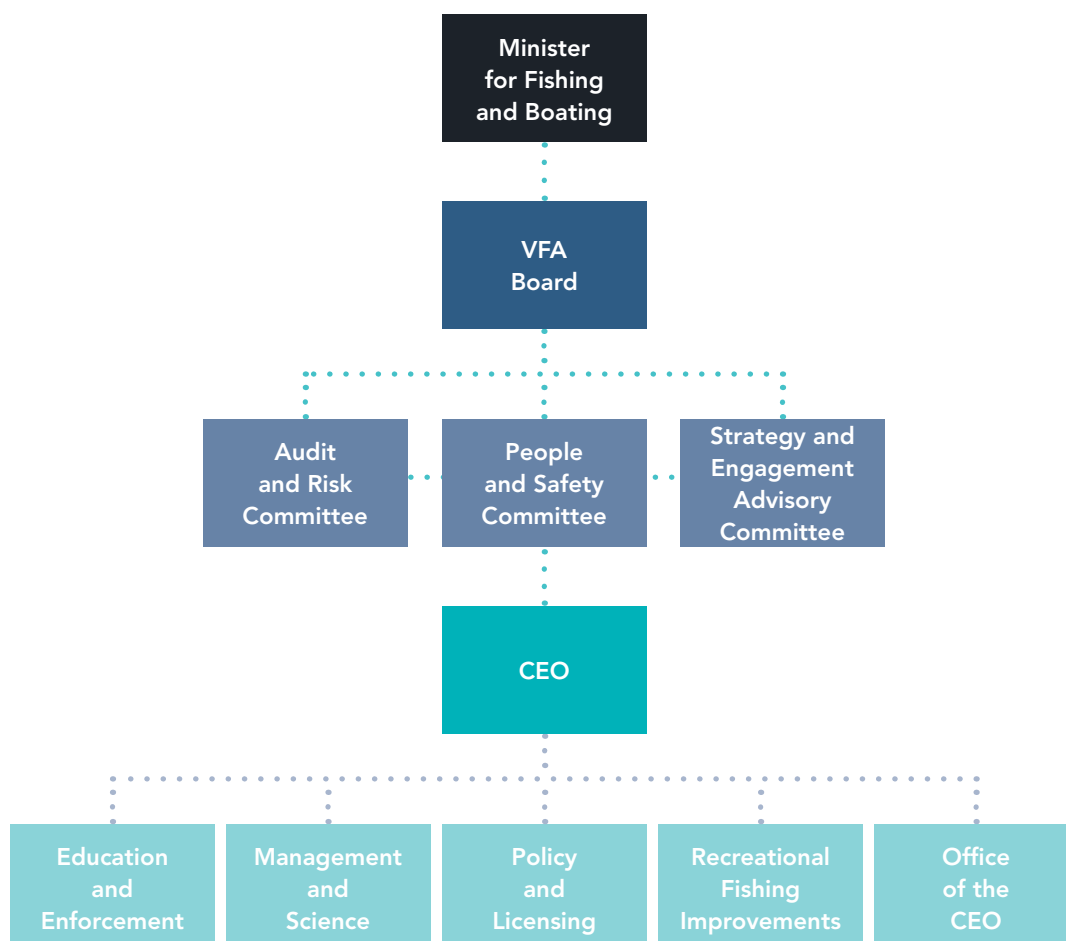 Minister
for Fishing
and Boating
VFA
Board
Audit
and Risk
Committee
People
and Safety
Committee
Strategy and
Engagement
Advisory
Committee
CEO
Education
and
Enforcement
Management
and
Science
Policy
and
Licensing
Recreational
Fishing
Improvements
Office
of the
CEO